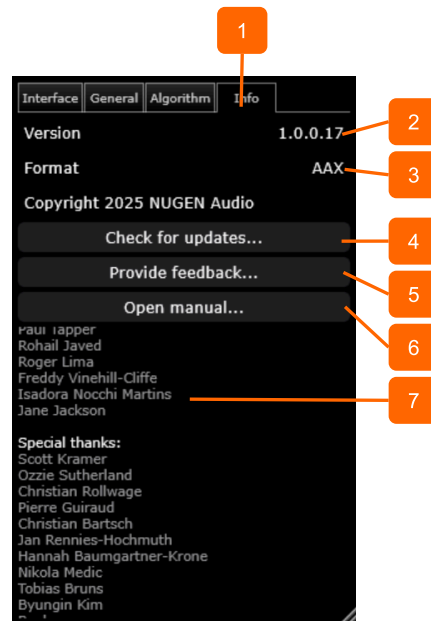 1
Interface General Algorithm Info
Version 1.0.0.17 2
Format AAX 3
Copyright 2025 NUGEN Audio
Check for updates... 4
Provide feedback... 5
Open manual... 6
Paul Tapper
Rohail Javed
Roger Lima
Freddy Vinehill-Cliffe
Isadora Nocchi Martins 7
Jane Jackson
Special thanks:
Scott Kramer
Ozzie Sutherland
Christian Rollwage
Pierre Guiraud
Christian Bartsch
Jan Rennies-Hochmuth
Hannah Baumgartner-Krone
Nikola Medic
Tobias Bruns
Byungin Kim